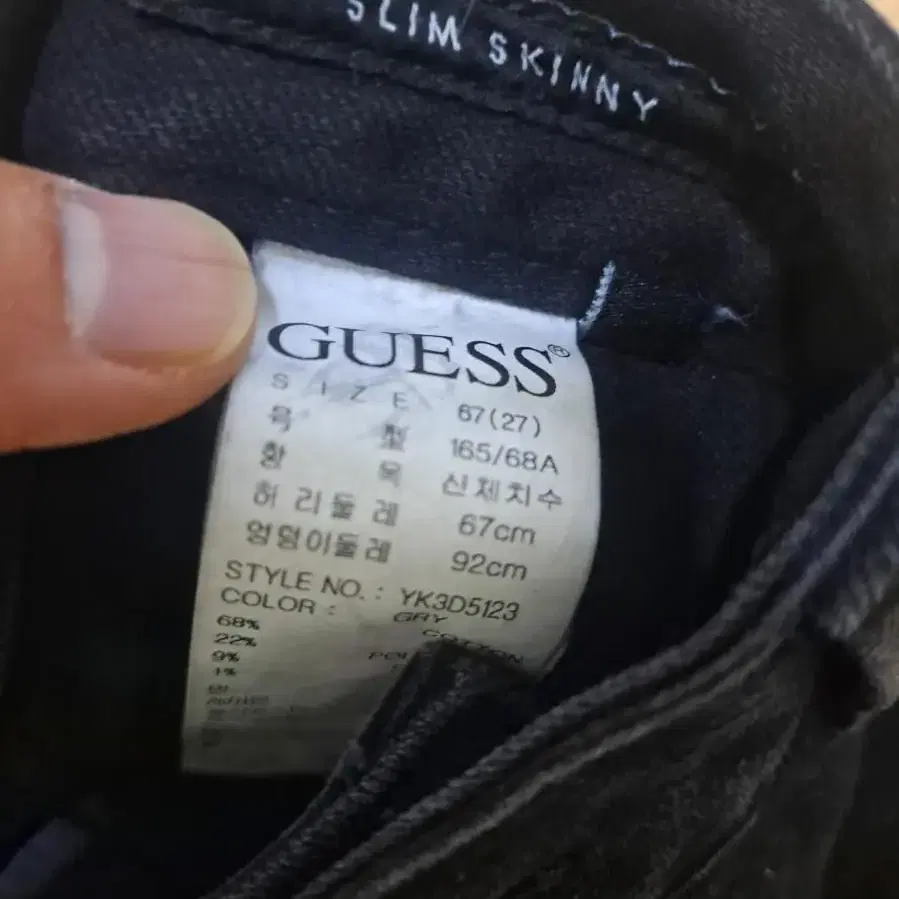 SLIM SKINNY
GUESS®
SIZE 67(27)
호 형 165/68A
항 목 신체치수
허리둘레 67cm
엉덩이둘레 92cm
STYLE NO. : YK3D5123
COLOR : GRY
68% COTTON
22%
9%
1%